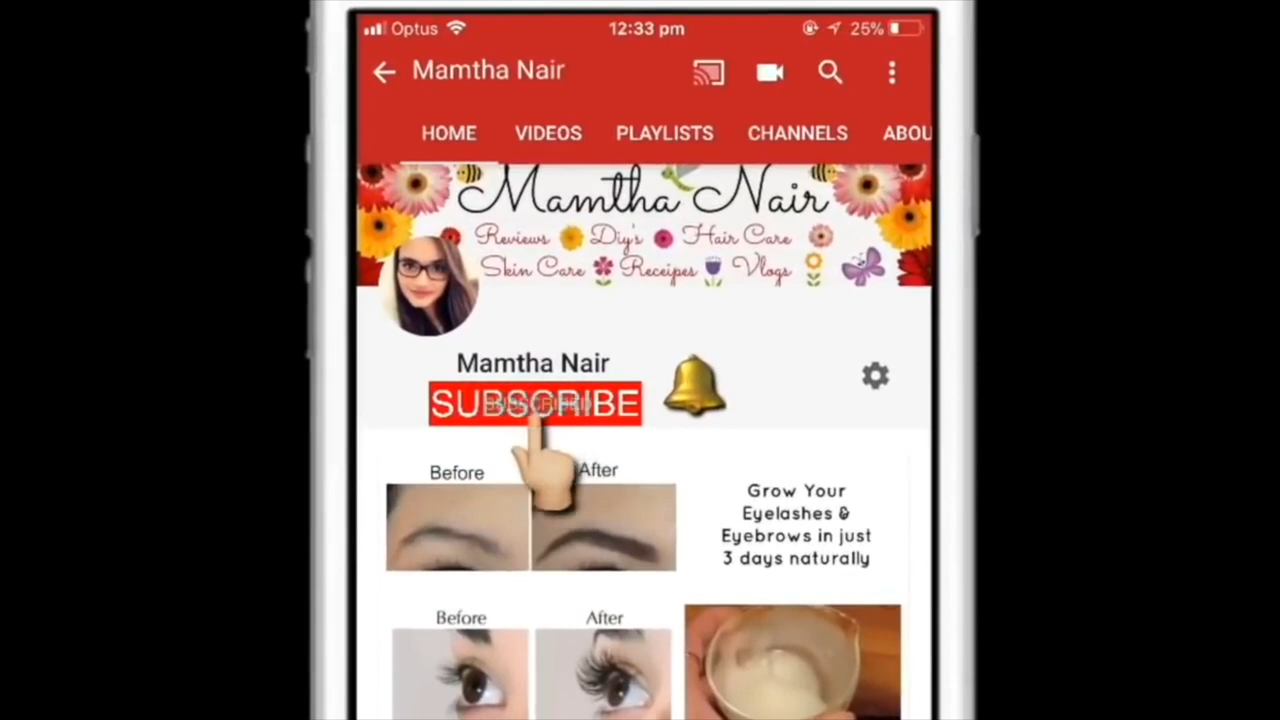 Optus 12:33 pm 25%
Mamtha Nair
HOME VIDEOS PLAYLISTS CHANNELS ABOU
Mamtha Nair
Reviews Diy's Hair Care
Skin Care Receipes Vlogs
Mamtha Nair
SUBSCRIBE
Before After
Grow Your
Eyelashes &
Eyebrows in just
3 days naturally
Before After